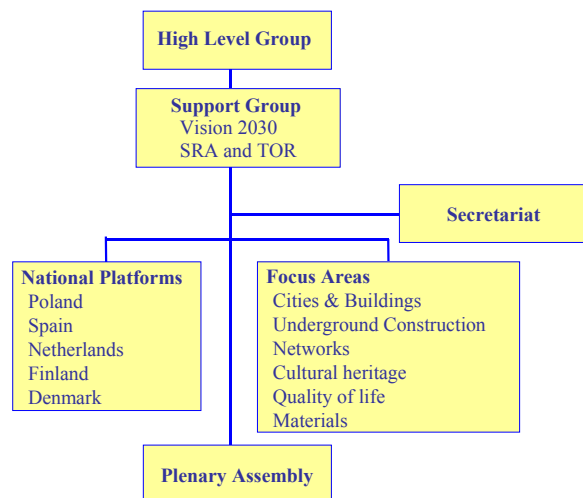 High Level Group
Support Group
Vision 2030
SRA and TOR
Secretariat
National Platforms
Poland
Spain
Netherlands
Finland
Denmark
Focus Areas
Cities & Buildings
Underground Construction
Networks
Cultural heritage
Quality of life
Materials
Plenary Assembly